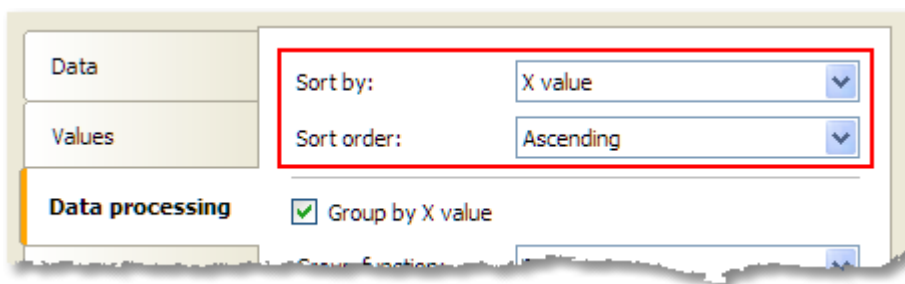 Data
Values
Data processing
Sort by: X value
Sort order: Ascending
Group by X value